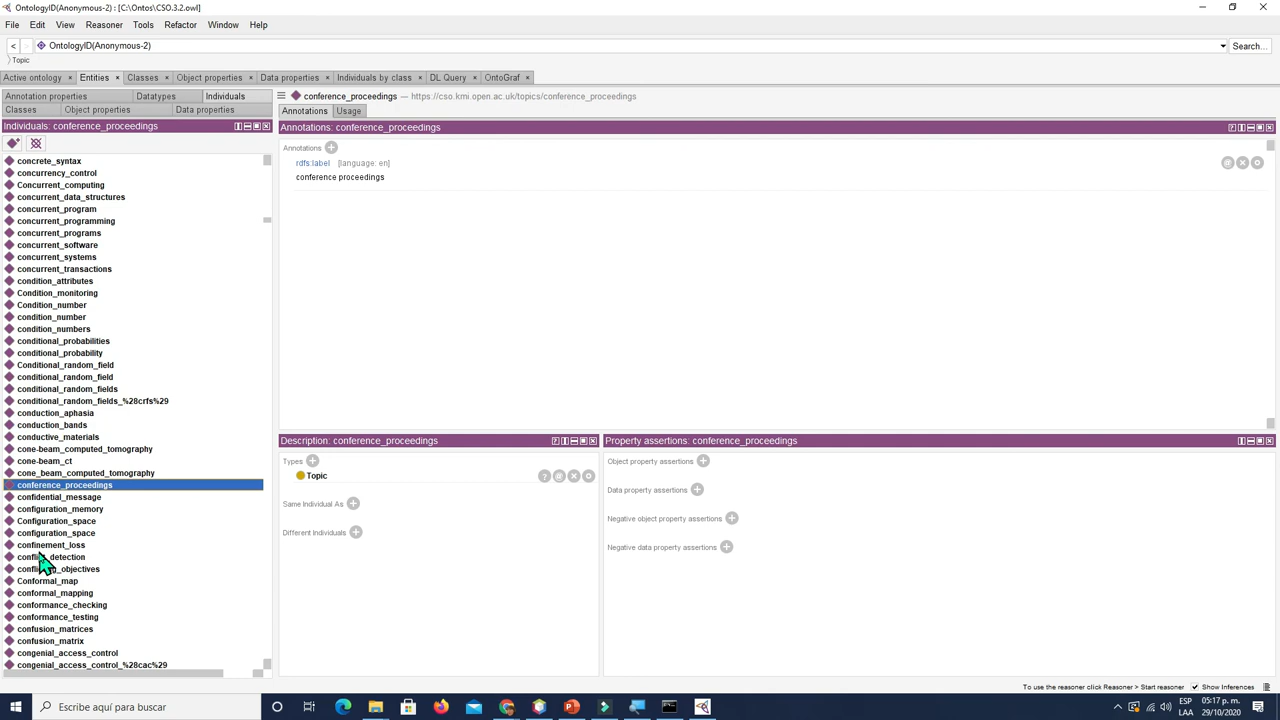 OntologyID(Anonymous-2) : [C:\Ontos\CSO.3.2.owl]
File Edit View Reasoner Tools Refactor Window Help
< > OntologyID(Anonymous-2) Search...
Topic
Active ontology × Entities × Classes × Object properties × Data properties × Individuals by class × DL Query × OntoGraf ×
Annotation properties Datatypes Individuals
Classes Object properties Data properties
Individuals: conference_proceedings
concrete_syntax
concurrency_control
Concurrent_computing
concurrent_data_structures
concurrent_program
concurrent_programming
concurrent_programs
concurrent_software
concurrent_systems
concurrent_transactions
condition_attributes
Condition_monitoring
Condition_number
condition_number
condition_numbers
conditional_probabilities
conditional_probability
Conditional_random_field
conditional_random_field
conditional_random_fields
conditional_random_fields_%28crfs%29
conduction_aphasia
conduction_bands
conductive_materials
cone-beam_computed_tomography
cone-beam_ct
cone_beam_computed_tomography
conference_proceedings
confidential_message
configuration_memory
Configuration_space
configuration_space
confinement_loss
Conformal_map
conformal_mapping
conformance_checking
conformance_testing
confusion_matrices
confusion_matrix
congenial_access_control
congenial_access_control_%28cac%29
conference_proceedings — https://cso.kmi.open.ac.uk/topics/conference_proceedings
Annotations Usage
Annotations: conference_proceedings
Annotations
rdfs:label [language: en]
conference proceedings
Description: conference_proceedings
Types
Topic
Same Individual As
Different Individuals
Property assertions: conference_proceedings
Object property assertions
Data property assertions
Negative object property assertions
Negative data property assertions
To use the reasoner click Reasoner > Start reasoner Show Inferences
Escribe aquí para buscar
ESP 05:17 p. m.
LAA 29/10/2020